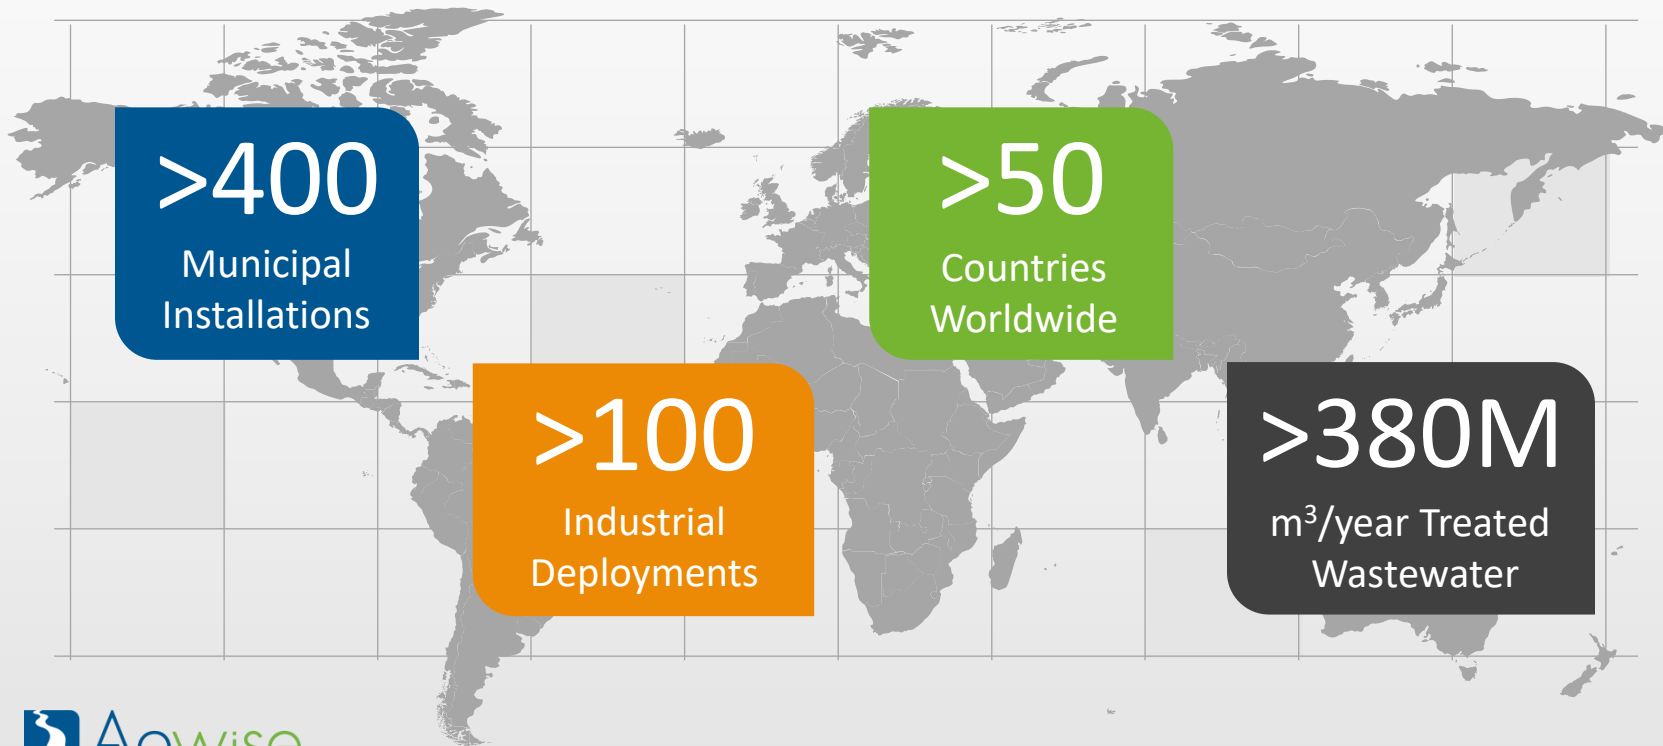 >400
Municipal
Installations
>50
Countries
Worldwide
>100
Industrial
Deployments
>380M
m³/year Treated
Wastewater